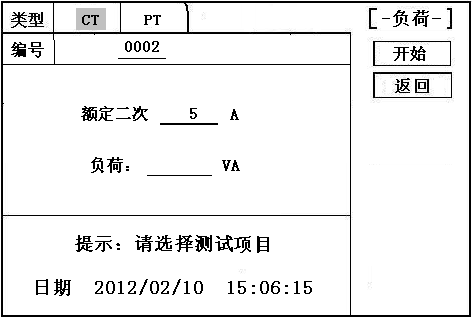 类型 CT PT [-负荷-]
编号 0002 开始
返回
额定二次 5 A
负荷: VA
提示: 请选择测试项目
日期 2012/02/10 15:06:15